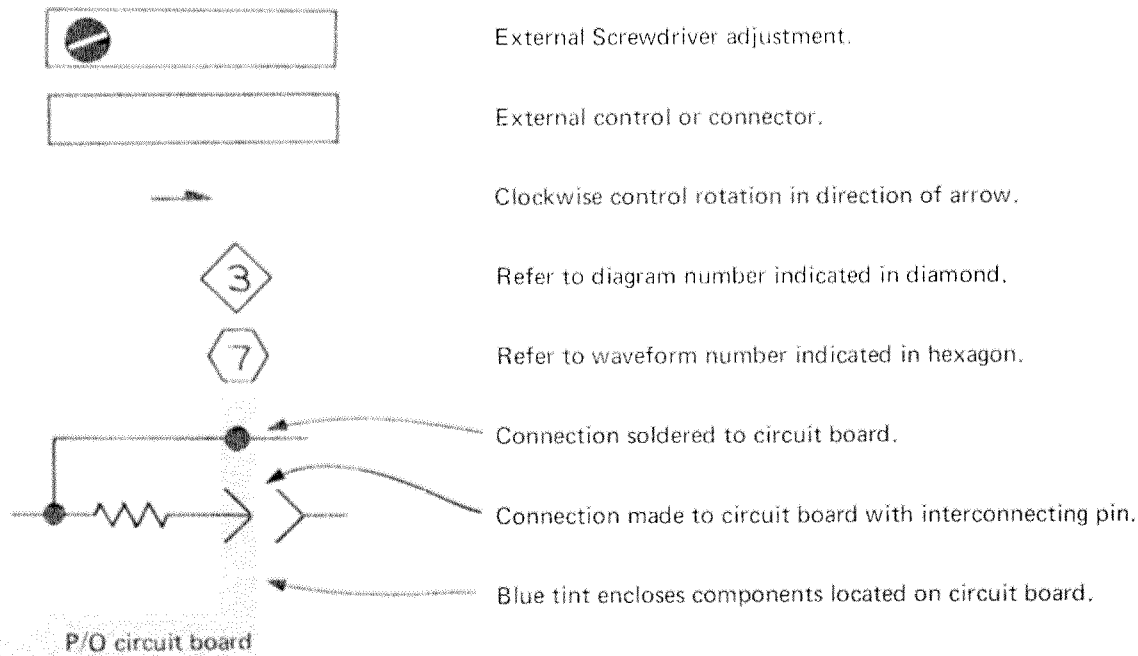 External Screwdriver adjustment.
External control or connector.
Clockwise control rotation in direction of arrow.
3
Refer to diagram number indicated in diamond.
7
Refer to waveform number indicated in hexagon.
Connection soldered to circuit board.
Connection made to circuit board with interconnecting pin.
Blue tint encloses components located on circuit board.
P/O circuit board